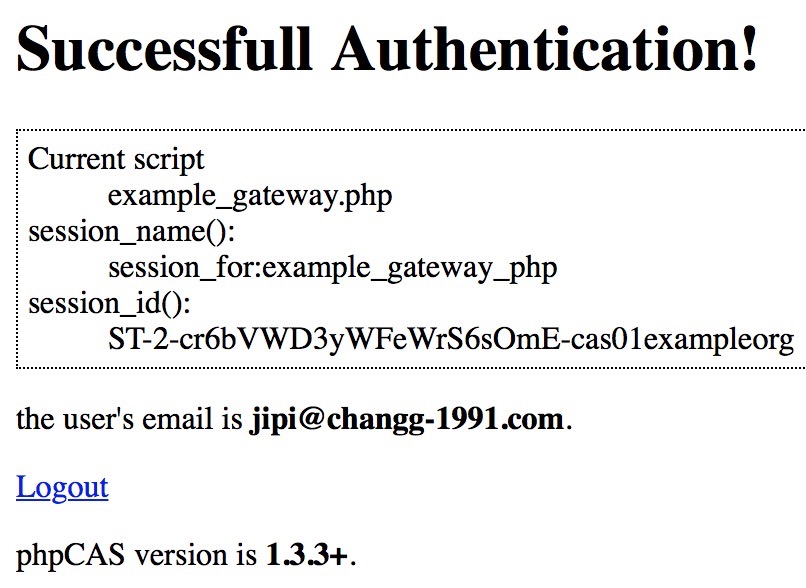 Successfull Authentication!
Current script
example_gateway.php
session_name():
session_for:example_gateway_php
session_id():
ST-2-cr6bVWD3yWFeWrS6sOmE-cas01exampleorg
the user's email is jipi@changg-1991.com.
Logout
phpCAS version is 1.3.3+.